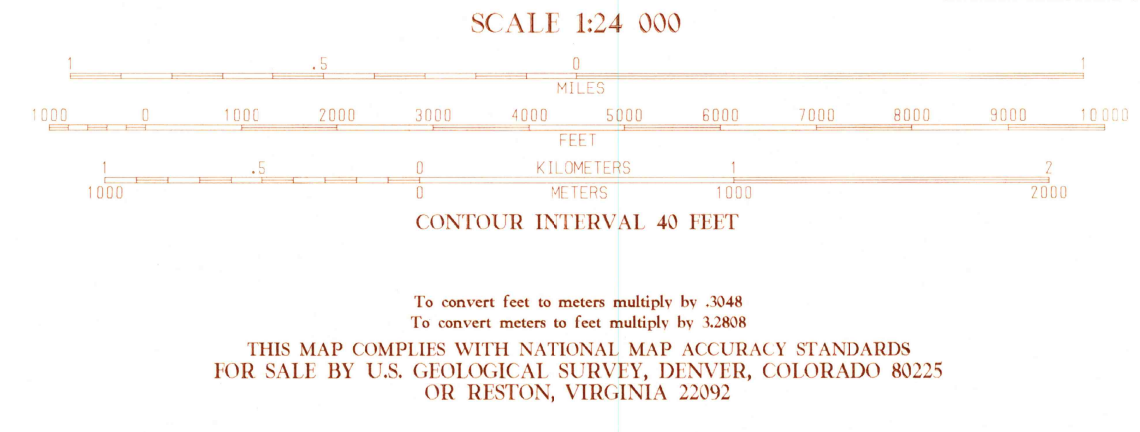 SCALE 1:24 000
1 .5 0 1
MILES
1000 0 1000 2000 3000 4000 5000 6000 7000 8000 9000 10 000
FEET
1 .5 0 KILOMETERS 1 2
1000 0 METERS 1000 2000
CONTOUR INTERVAL 40 FEET
To convert feet to meters multiply by .3048
To convert meters to feet multiply by 3.2808
THIS MAP COMPLIES WITH NATIONAL MAP ACCURACY STANDARDS
FOR SALE BY U.S. GEOLOGICAL SURVEY, DENVER, COLORADO 80225
OR RESTON, VIRGINIA 22092